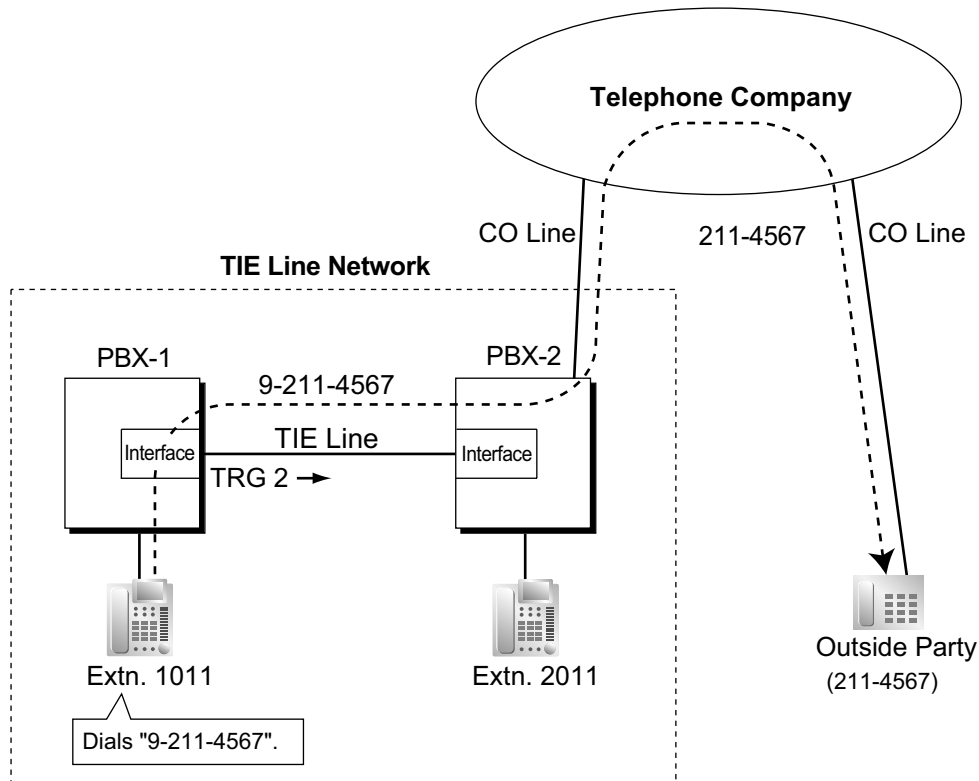 Telephone Company
CO Line
211-4567
CO Line
TIE Line Network
PBX-1
PBX-2
9-211-4567
Interface
TIE Line
Interface
TRG 2
Extn. 1011
Extn. 2011
Outside Party
(211-4567)
Dials "9-211-4567".